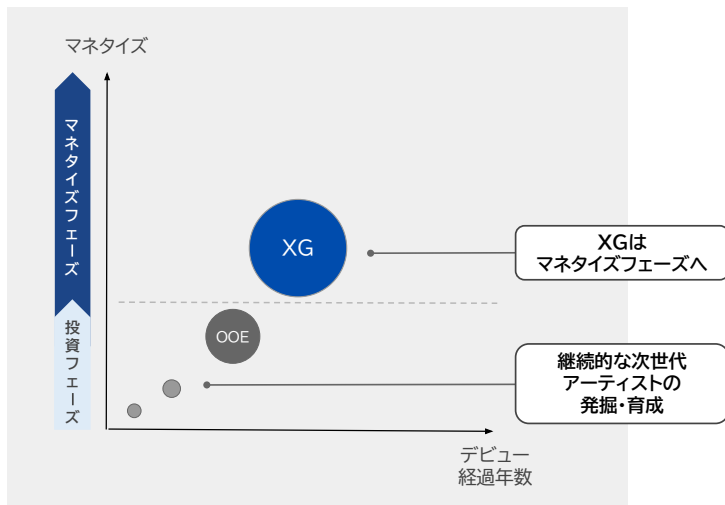 マネタイズ
マネタイズフェーズ
投資フェーズ
XG
OOE
XGは
マネタイズフェーズへ
継続的な次世代
アーティストの
発掘・育成
デビュー
経過年数